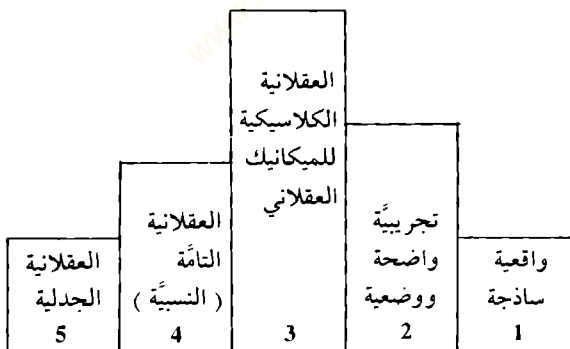 واقعية
ساذجة
1
تجريبيَّة
واضحة
ووضعية
2
العقلانية
الكلاسيكية
للميكانيك
العقلاني
3
العقلانية
التامَّة
( النسبيَّة )
4
العقلانية
الجدلية
5